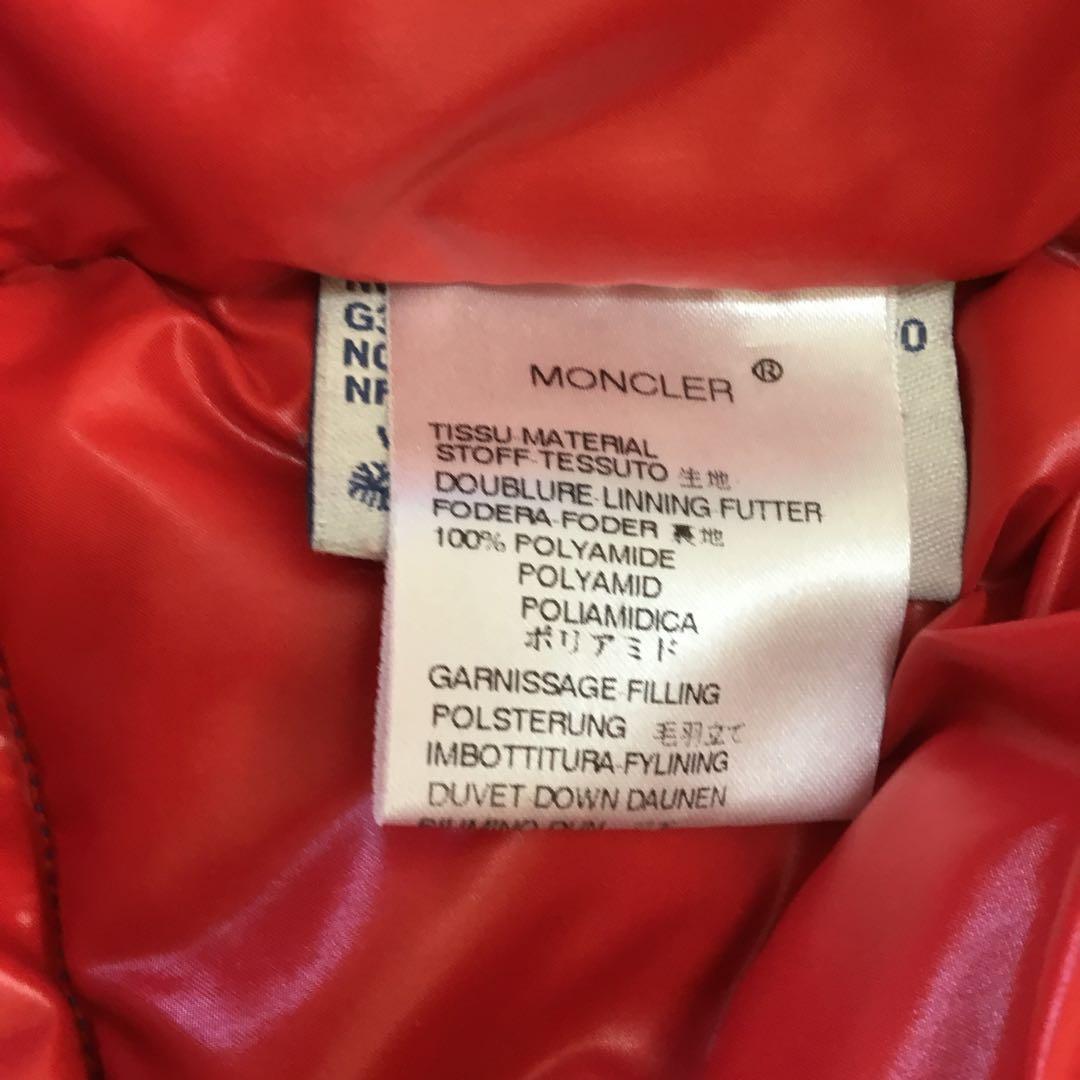 MONCLER ®
TISSU-MATERIAL
STOFF-TESSUTO 生地
DOUBLURE-LINNING-FUTTER
FODERA-FODER 裏地
100% POLYAMIDE
POLYAMID
POLIAMIDICA
ポリアミド
GARNISSAGE-FILLING
POLSTERUNG 毛羽立て
IMBOTTITURA-FYLINING
DUVET-DOWN DAUNEN